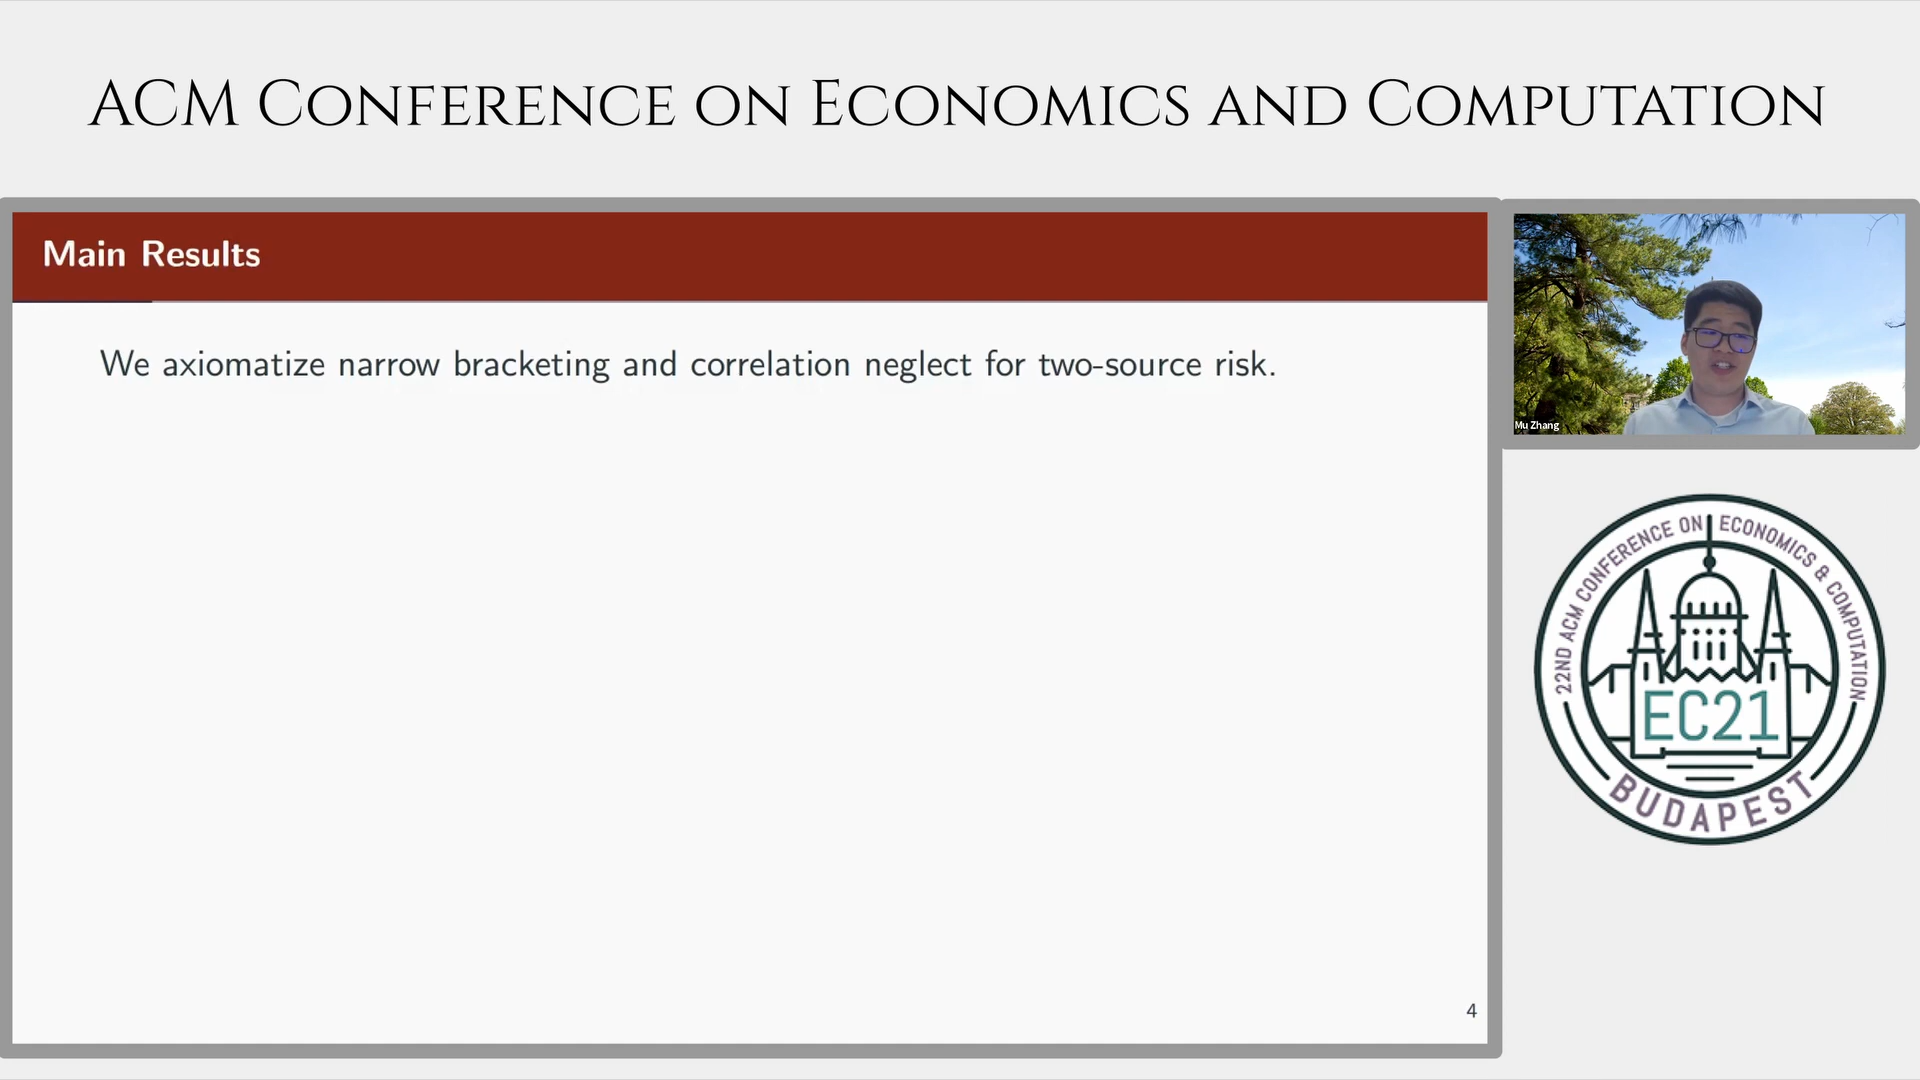 ACM Conference on Economics and Computation
Main Results
We axiomatize narrow bracketing and correlation neglect for two-source risk.
4
Mu Zhang
22ND ACM CONFERENCE ON ECONOMICS & COMPUTATION
EC21
BUDAPEST